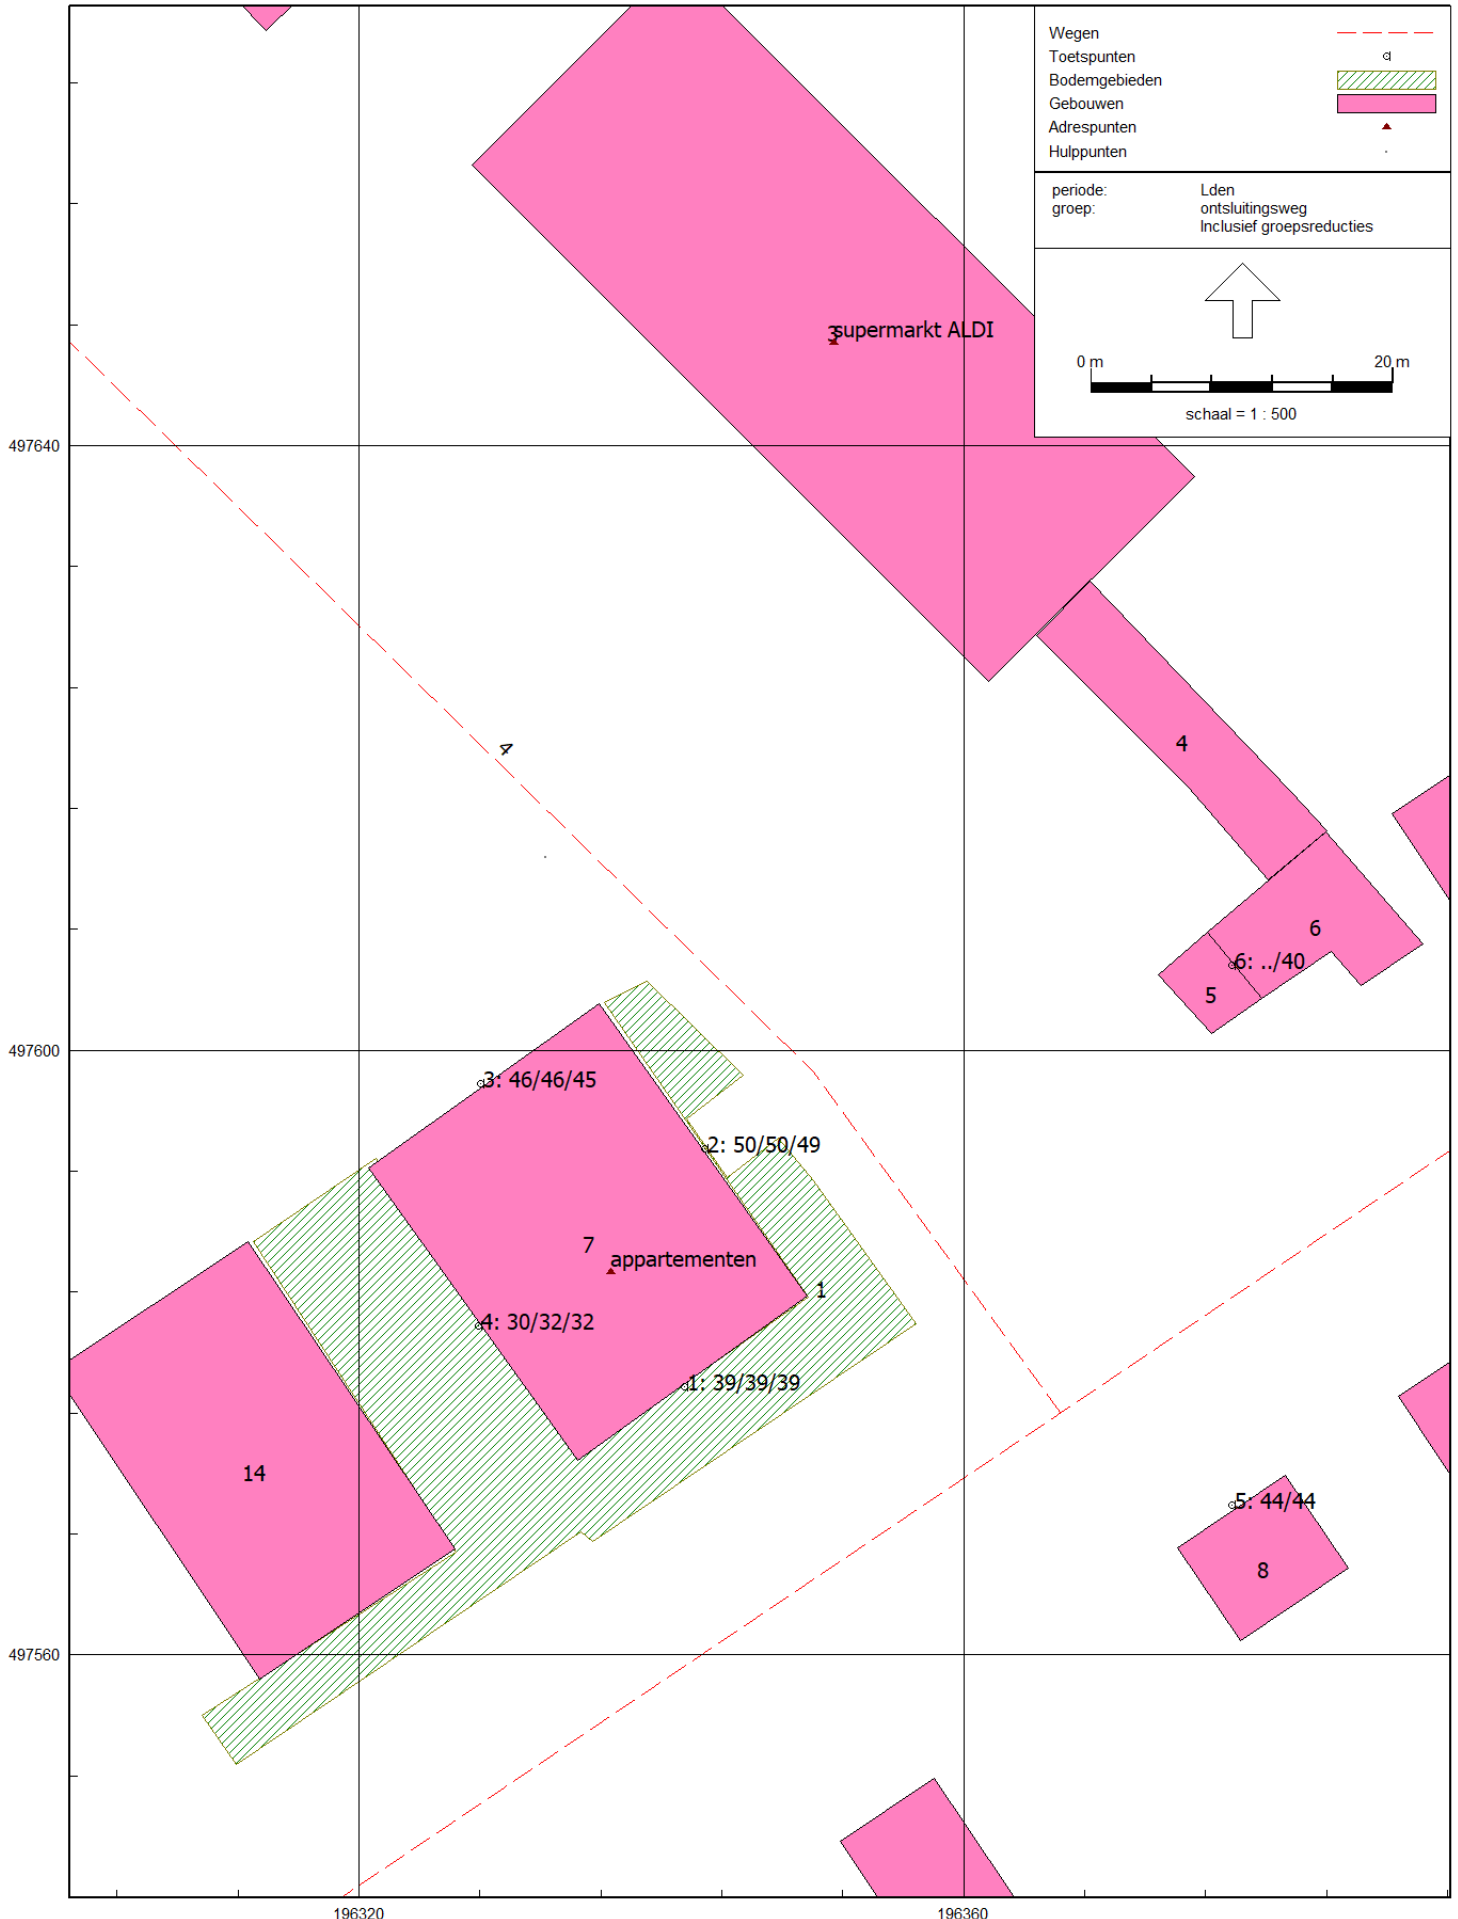 Wegen
Toetspunten
Bodemgebieden
Gebouwen
Adrespunten
Hulppunten
periode: Lden
groep: ontsluitingsweg
Inclusief groepsreducties
0 m 20 m
schaal = 1 : 500
3 supermarkt ALDI
497640
4
4
6
6: ../40
5
497600
3: 46/46/45
2: 50/50/49
7
appartementen
1
4: 30/32/32
1: 39/39/39
14
5: 44/44
8
497560
196320 196360